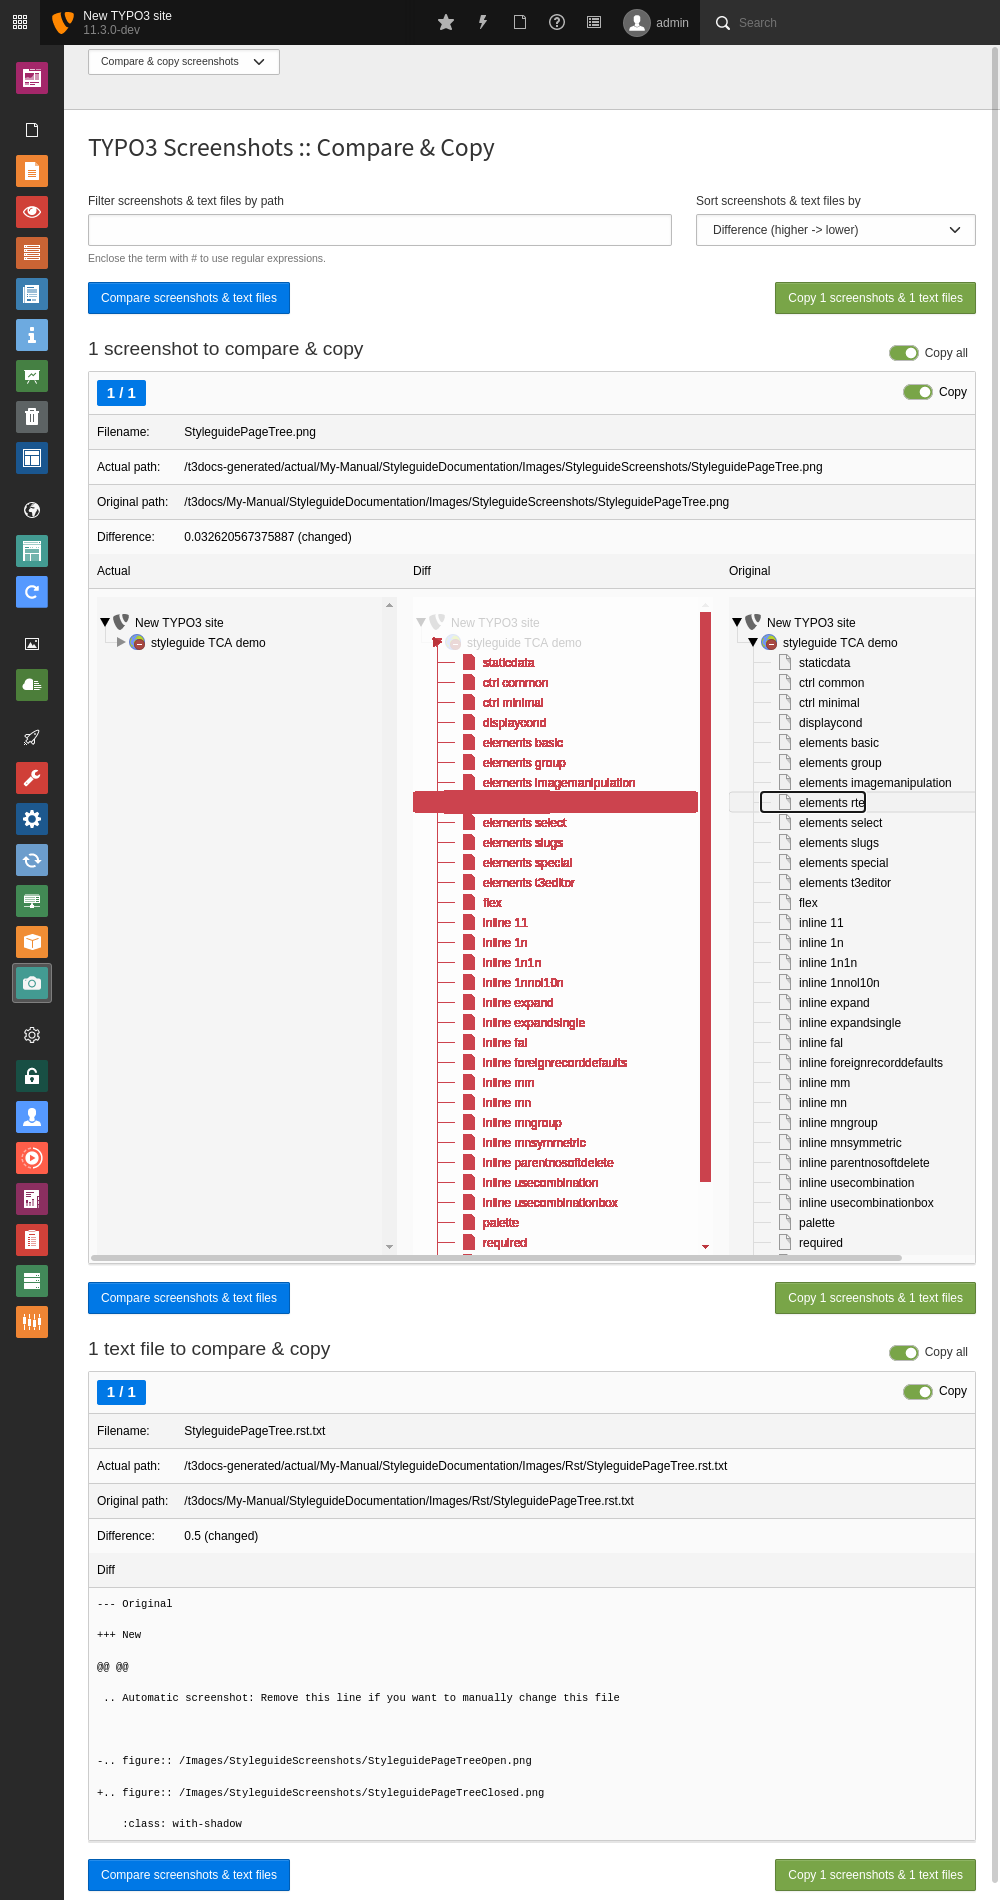 New TYPO3 site
11.3.0-dev
admin
Search
Compare & copy screenshots
TYPO3 Screenshots :: Compare & Copy
Filter screenshots & text files by path
Sort screenshots & text files by
Difference (higher -> lower)
Enclose the term with # to use regular expressions.
Compare screenshots & text files
Copy 1 screenshots & 1 text files
1 screenshot to compare & copy
Copy all
1 / 1
Copy
Filename: StyleguidePageTree.png
Actual path: /t3docs-generated/actual/My-Manual/StyleguideDocumentation/Images/StyleguideScreenshots/StyleguidePageTree.png
Original path: /t3docs/My-Manual/StyleguideDocumentation/Images/StyleguideScreenshots/StyleguidePageTree.png
Difference: 0.032620567375887 (changed)
Actual
Diff
Original
New TYPO3 site
styleguide TCA demo
New TYPO3 site
styleguide TCA demo
staticdata
ctrl common
ctrl minimal
displaycond
elements basic
elements group
elements imagemanipulation
elements select
elements slugs
elements special
elements t3editor
flex
inline 11
inline 1n
inline 1n1n
inline 1nnol10n
inline expand
inline expandsingle
inline fal
inline foreignrecorddefaults
inline mm
inline mn
inline mngroup
inline mnsymmetric
inline parentnosoftdelete
inline usecombination
inline usecombinationbox
palette
required
New TYPO3 site
styleguide TCA demo
staticdata
ctrl common
ctrl minimal
displaycond
elements basic
elements group
elements imagemanipulation
elements rte
elements select
elements slugs
elements special
elements t3editor
flex
inline 11
inline 1n
inline 1n1n
inline 1nnol10n
inline expand
inline expandsingle
inline fal
inline foreignrecorddefaults
inline mm
inline mn
inline mngroup
inline mnsymmetric
inline parentnosoftdelete
inline usecombination
inline usecombinationbox
palette
required
Compare screenshots & text files
Copy 1 screenshots & 1 text files
1 text file to compare & copy
Copy all
1 / 1
Copy
Filename: StyleguidePageTree.rst.txt
Actual path: /t3docs-generated/actual/My-Manual/StyleguideDocumentation/Images/Rst/StyleguidePageTree.rst.txt
Original path: /t3docs/My-Manual/StyleguideDocumentation/Images/Rst/StyleguidePageTree.rst.txt
Difference: 0.5 (changed)
Diff
--- Original
+++ New
@@ @@
.. Automatic screenshot: Remove this line if you want to manually change this file
-.. figure:: /Images/StyleguideScreenshots/StyleguidePageTreeOpen.png
+.. figure:: /Images/StyleguideScreenshots/StyleguidePageTreeClosed.png
:class: with-shadow
Compare screenshots & text files
Copy 1 screenshots & 1 text files